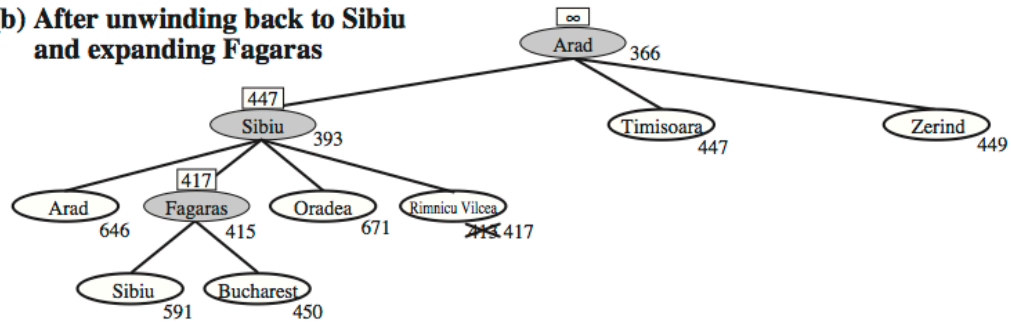 b) After unwinding back to Sibiu
and expanding Fagaras
∞
Arad
366
447
Sibiu
393
Timisoara
447
Zerind
449
Arad
646
417
Fagaras
415
Oradea
671
Rimnicu Vilcea
413 417
Sibiu
591
Bucharest
450